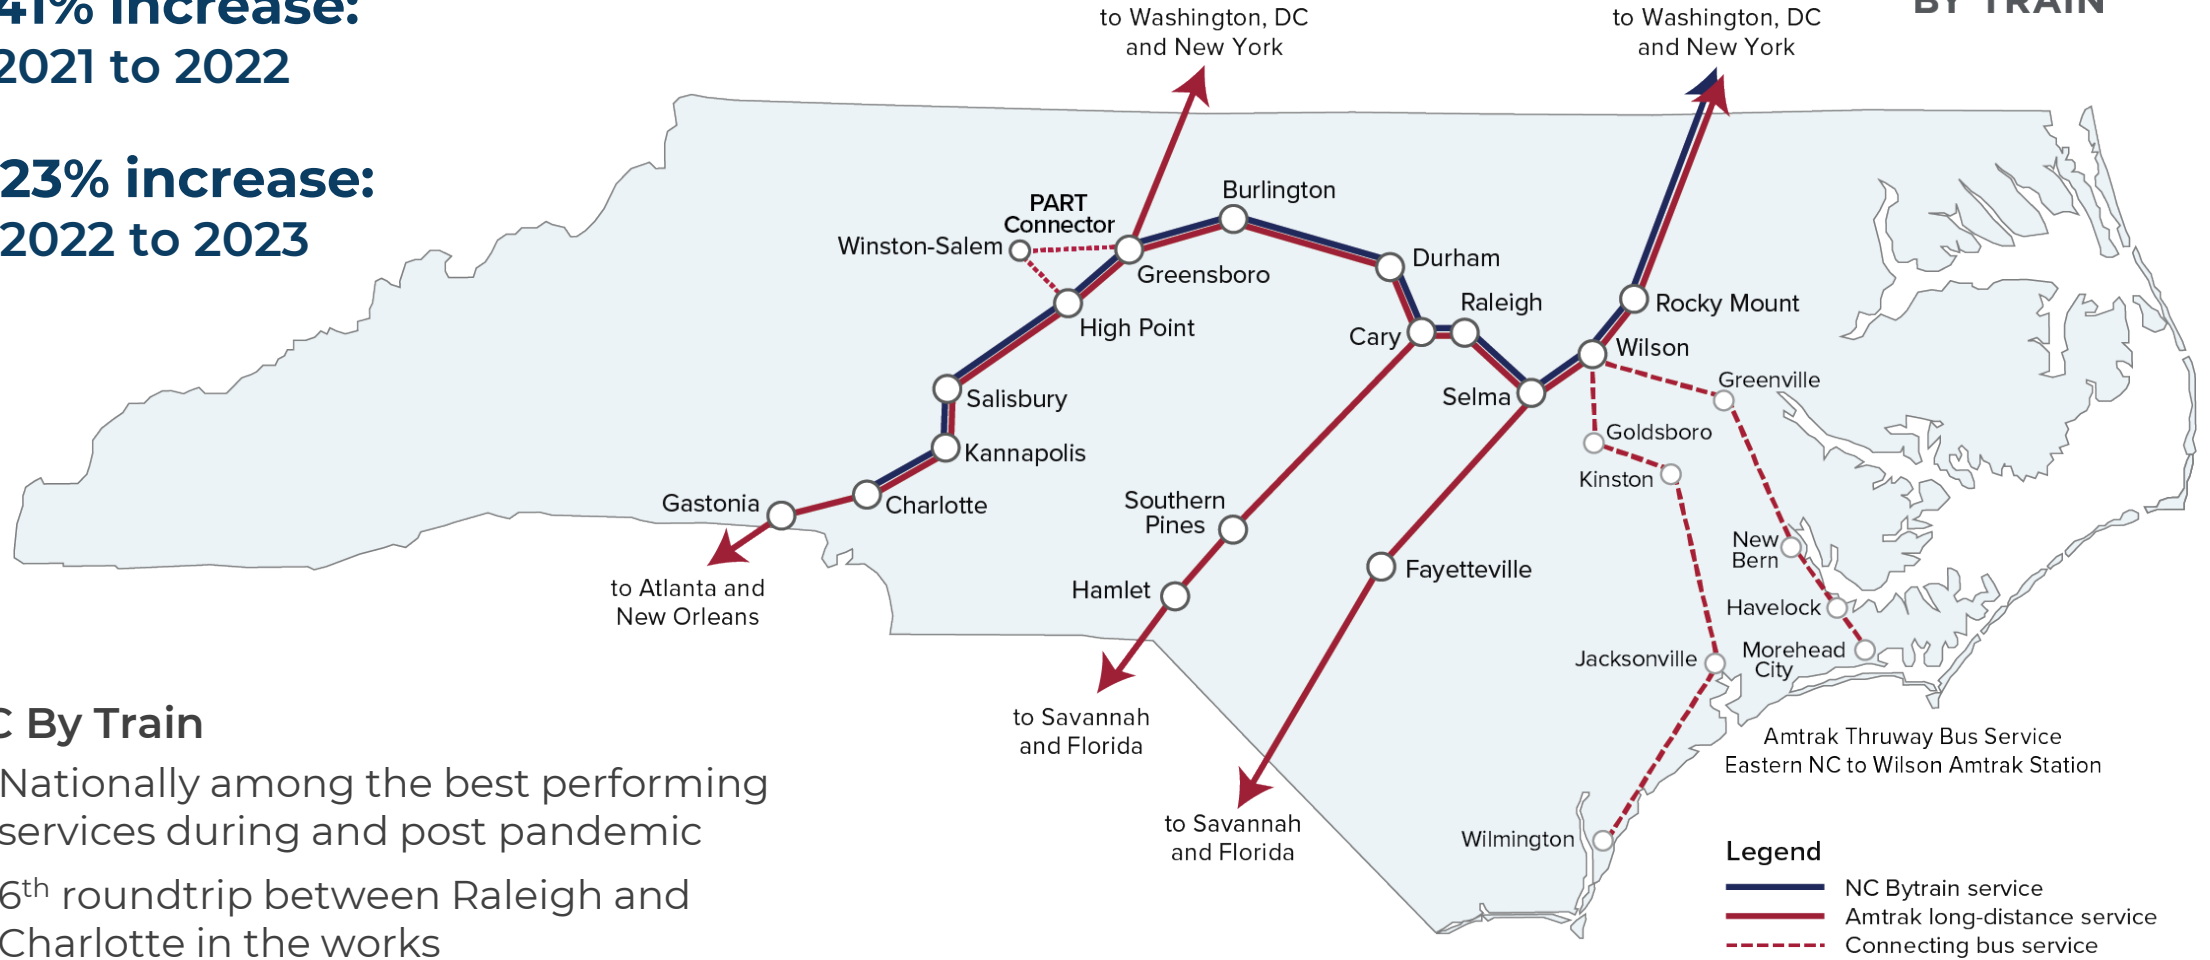 41% increase:
2021 to 2022
23% increase:
2022 to 2023
BY TRAIN
to Washington, DC
and New York
to Washington, DC
and New York
PART
Connector
Winston-Salem
Burlington
Greensboro
High Point
Durham
Raleigh
Cary
Rocky Mount
Wilson
Selma
Greenville
Goldsboro
Kinston
Salisbury
Kannapolis
Charlotte
Gastonia
to Atlanta and
New Orleans
Southern
Pines
Hamlet
Fayetteville
New
Bern
Havelock
Morehead
City
Jacksonville
Wilmington
to Savannah
and Florida
to Savannah
and Florida
Amtrak Thruway Bus Service
Eastern NC to Wilson Amtrak Station
Legend
NC Bytrain service
Amtrak long-distance service
Connecting bus service
C By Train
Nationally among the best performing
services during and post pandemic
6th roundtrip between Raleigh and
Charlotte in the works